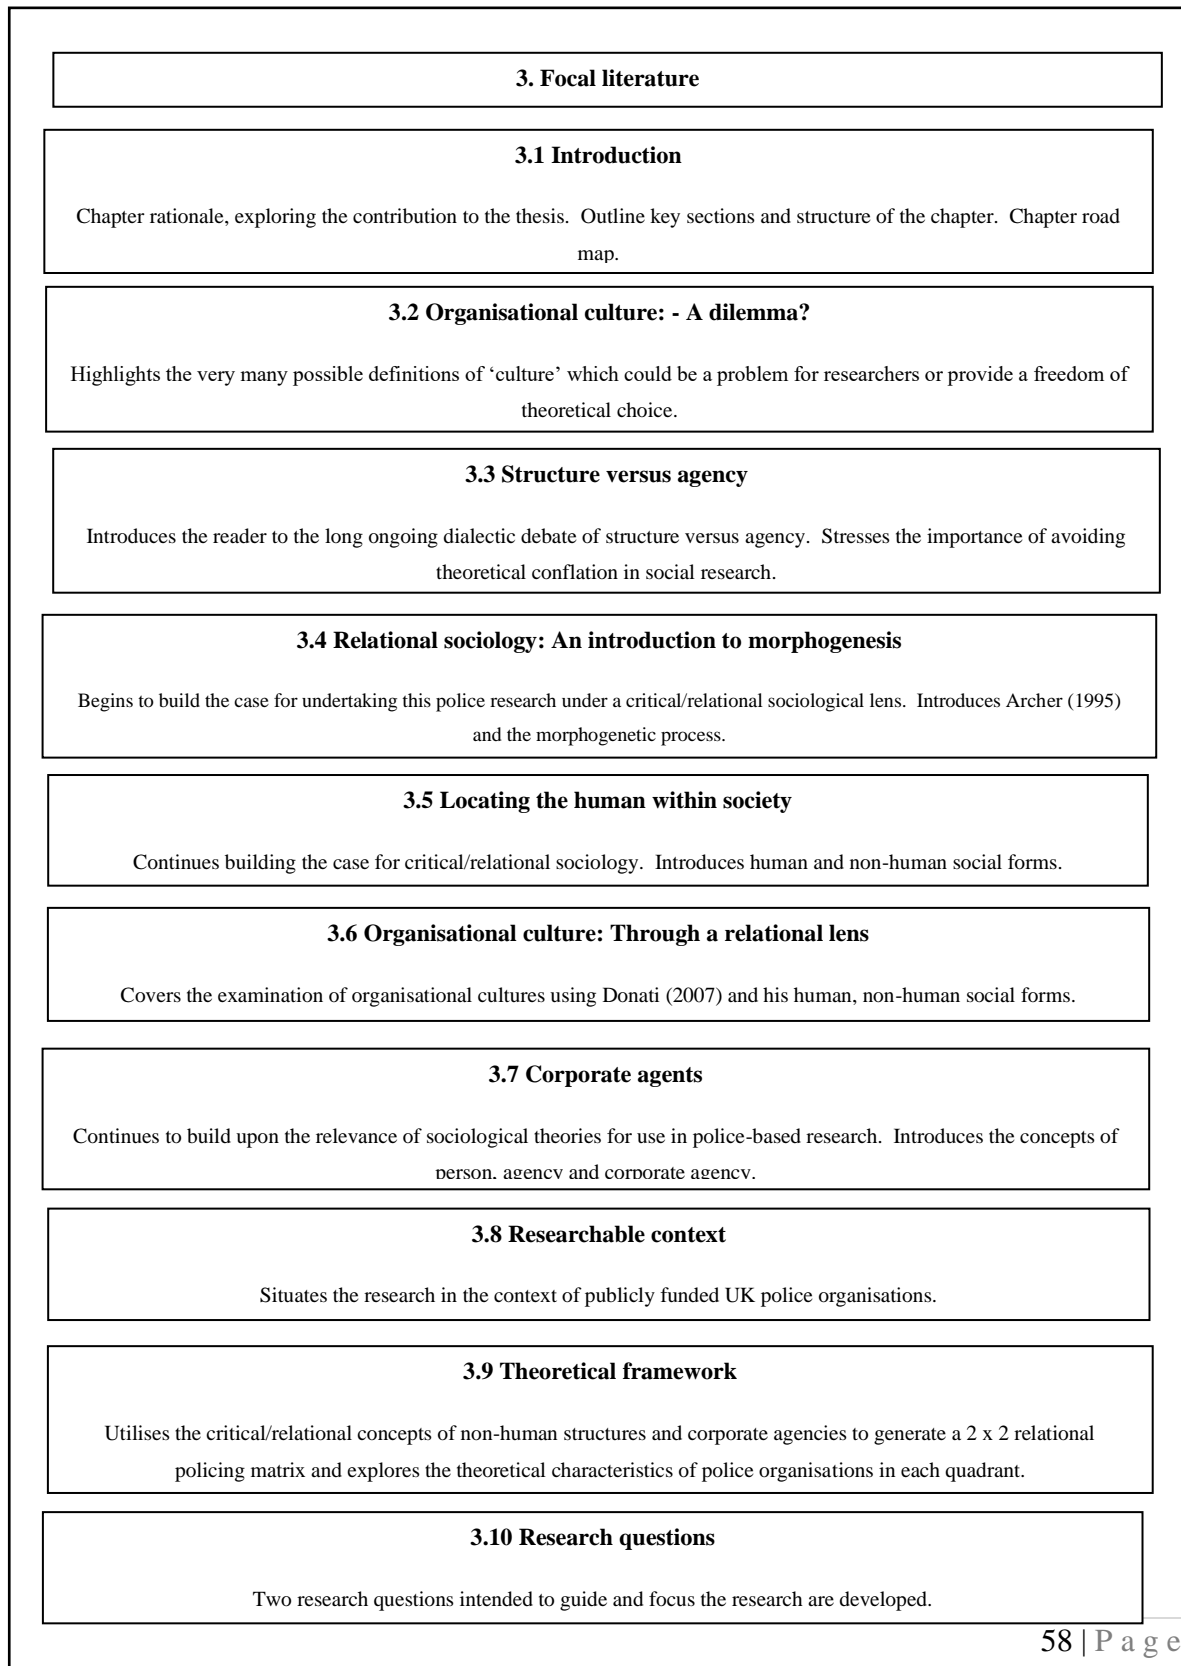 3. Focal literature
3.1 Introduction
Chapter rationale, exploring the contribution to the thesis.  Outline key sections and structure of the chapter.  Chapter road
map.
3.2 Organisational culture: - A dilemma?
Highlights the very many possible definitions of ‘culture’ which could be a problem for researchers or provide a freedom of
theoretical choice.
3.3 Structure versus agency
Introduces the reader to the long ongoing dialectic debate of structure versus agency.  Stresses the importance of avoiding
theoretical conflation in social research.
3.4 Relational sociology: An introduction to morphogenesis
Begins to build the case for undertaking this police research under a critical/relational sociological lens.  Introduces Archer (1995)
and the morphogenetic process.
3.5 Locating the human within society
Continues building the case for critical/relational sociology.  Introduces human and non-human social forms.
3.6 Organisational culture: Through a relational lens
Covers the examination of organisational cultures using Donati (2007) and his human, non-human social forms.
3.7 Corporate agents
Continues to build upon the relevance of sociological theories for use in police-based research.  Introduces the concepts of
person, agency and corporate agency.
3.8 Researchable context
Situates the research in the context of publicly funded UK police organisations.
3.9 Theoretical framework
Utilises the critical/relational concepts of non-human structures and corporate agencies to generate a 2 x 2 relational
policing matrix and explores the theoretical characteristics of police organisations in each quadrant.
3.10 Research questions
Two research questions intended to guide and focus the research are developed.
58 | P a g e